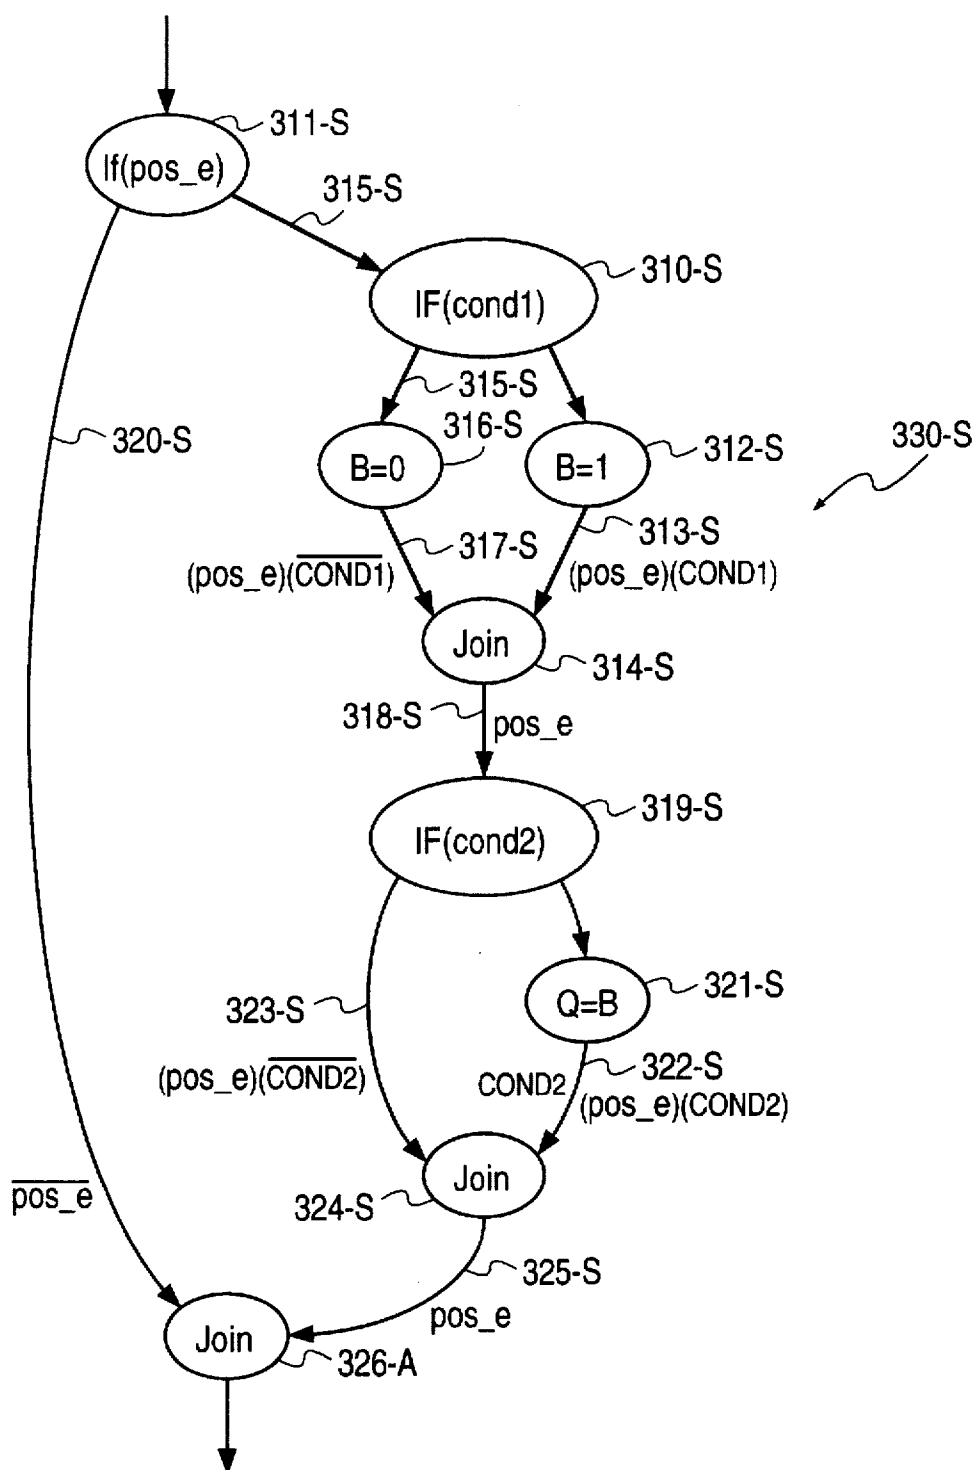 311-S
If(pos_e)
315-S
310-S
IF(cond1)
315-S
316-S
320-S
312-S
330-S
B=0
B=1
313-S
317-S
(pos_e)(COND1)
(pos_e)(COND1)
Join
314-S
318-S
pos_e
319-S
IF(cond2)
321-S
Q=B
323-S
322-S
(pos_e)(COND2)
COND2
(pos_e)(COND2)
Join
pos_e
324-S
325-S
pos_e
Join
326-A